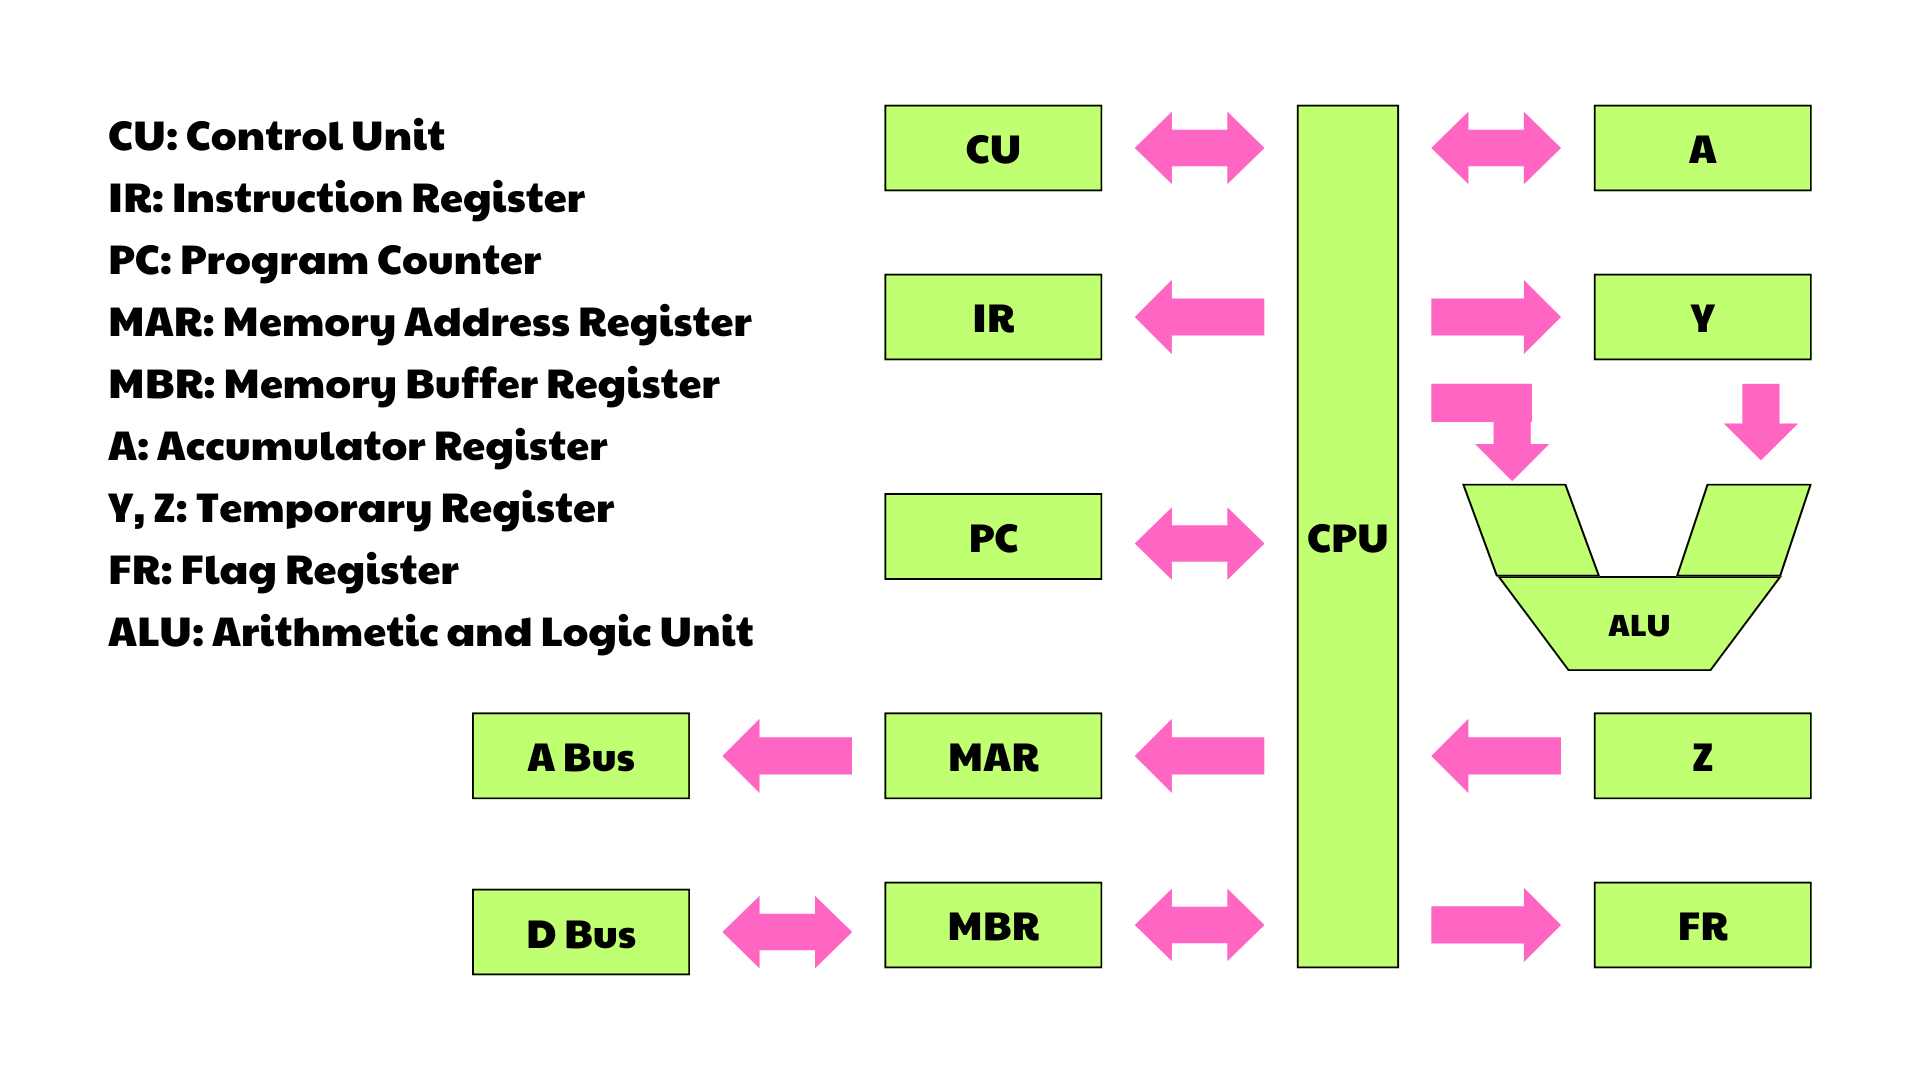 CU: Control Unit
IR: Instruction Register
PC: Program Counter
MAR: Memory Address Register
MBR: Memory Buffer Register
A: Accumulator Register
Y, Z: Temporary Register
FR: Flag Register
ALU: Arithmetic and Logic Unit
CU
A
IR
Y
PC
CPU
ALU
A Bus
MAR
Z
D Bus
MBR
FR